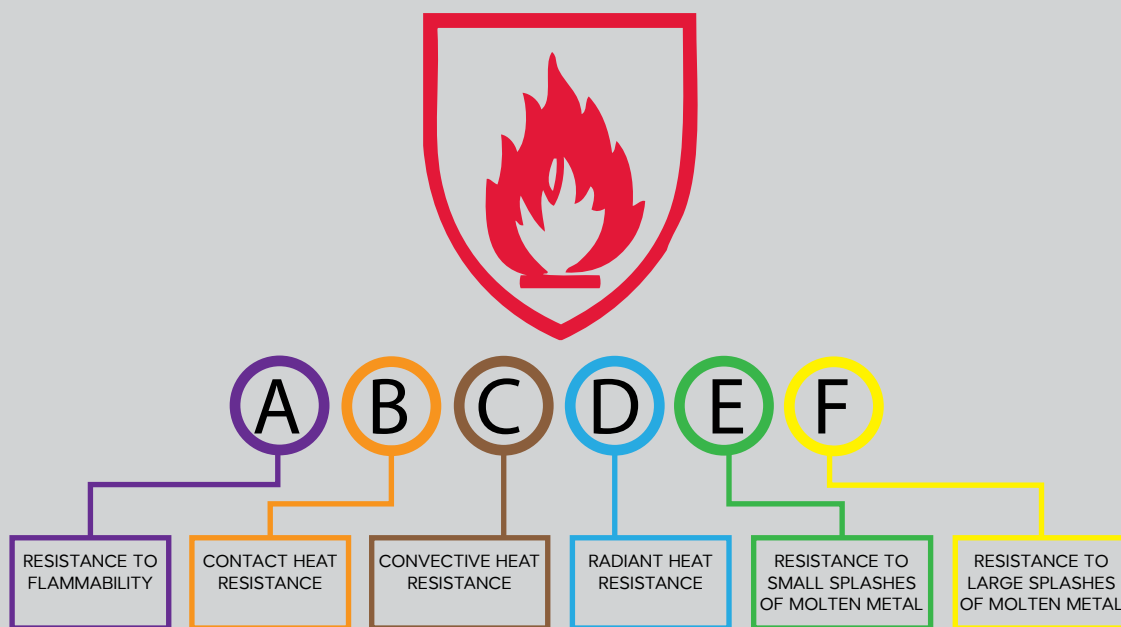 A B C D E F
RESISTANCE TO
FLAMMABILITY
CONTACT HEAT
RESISTANCE
CONVECTIVE HEAT
RESISTANCE
RADIANT HEAT
RESISTANCE
RESISTANCE TO
SMALL SPLASHES
OF MOLTEN METAL
RESISTANCE TO
LARGE SPLASHES
OF MOLTEN METAL